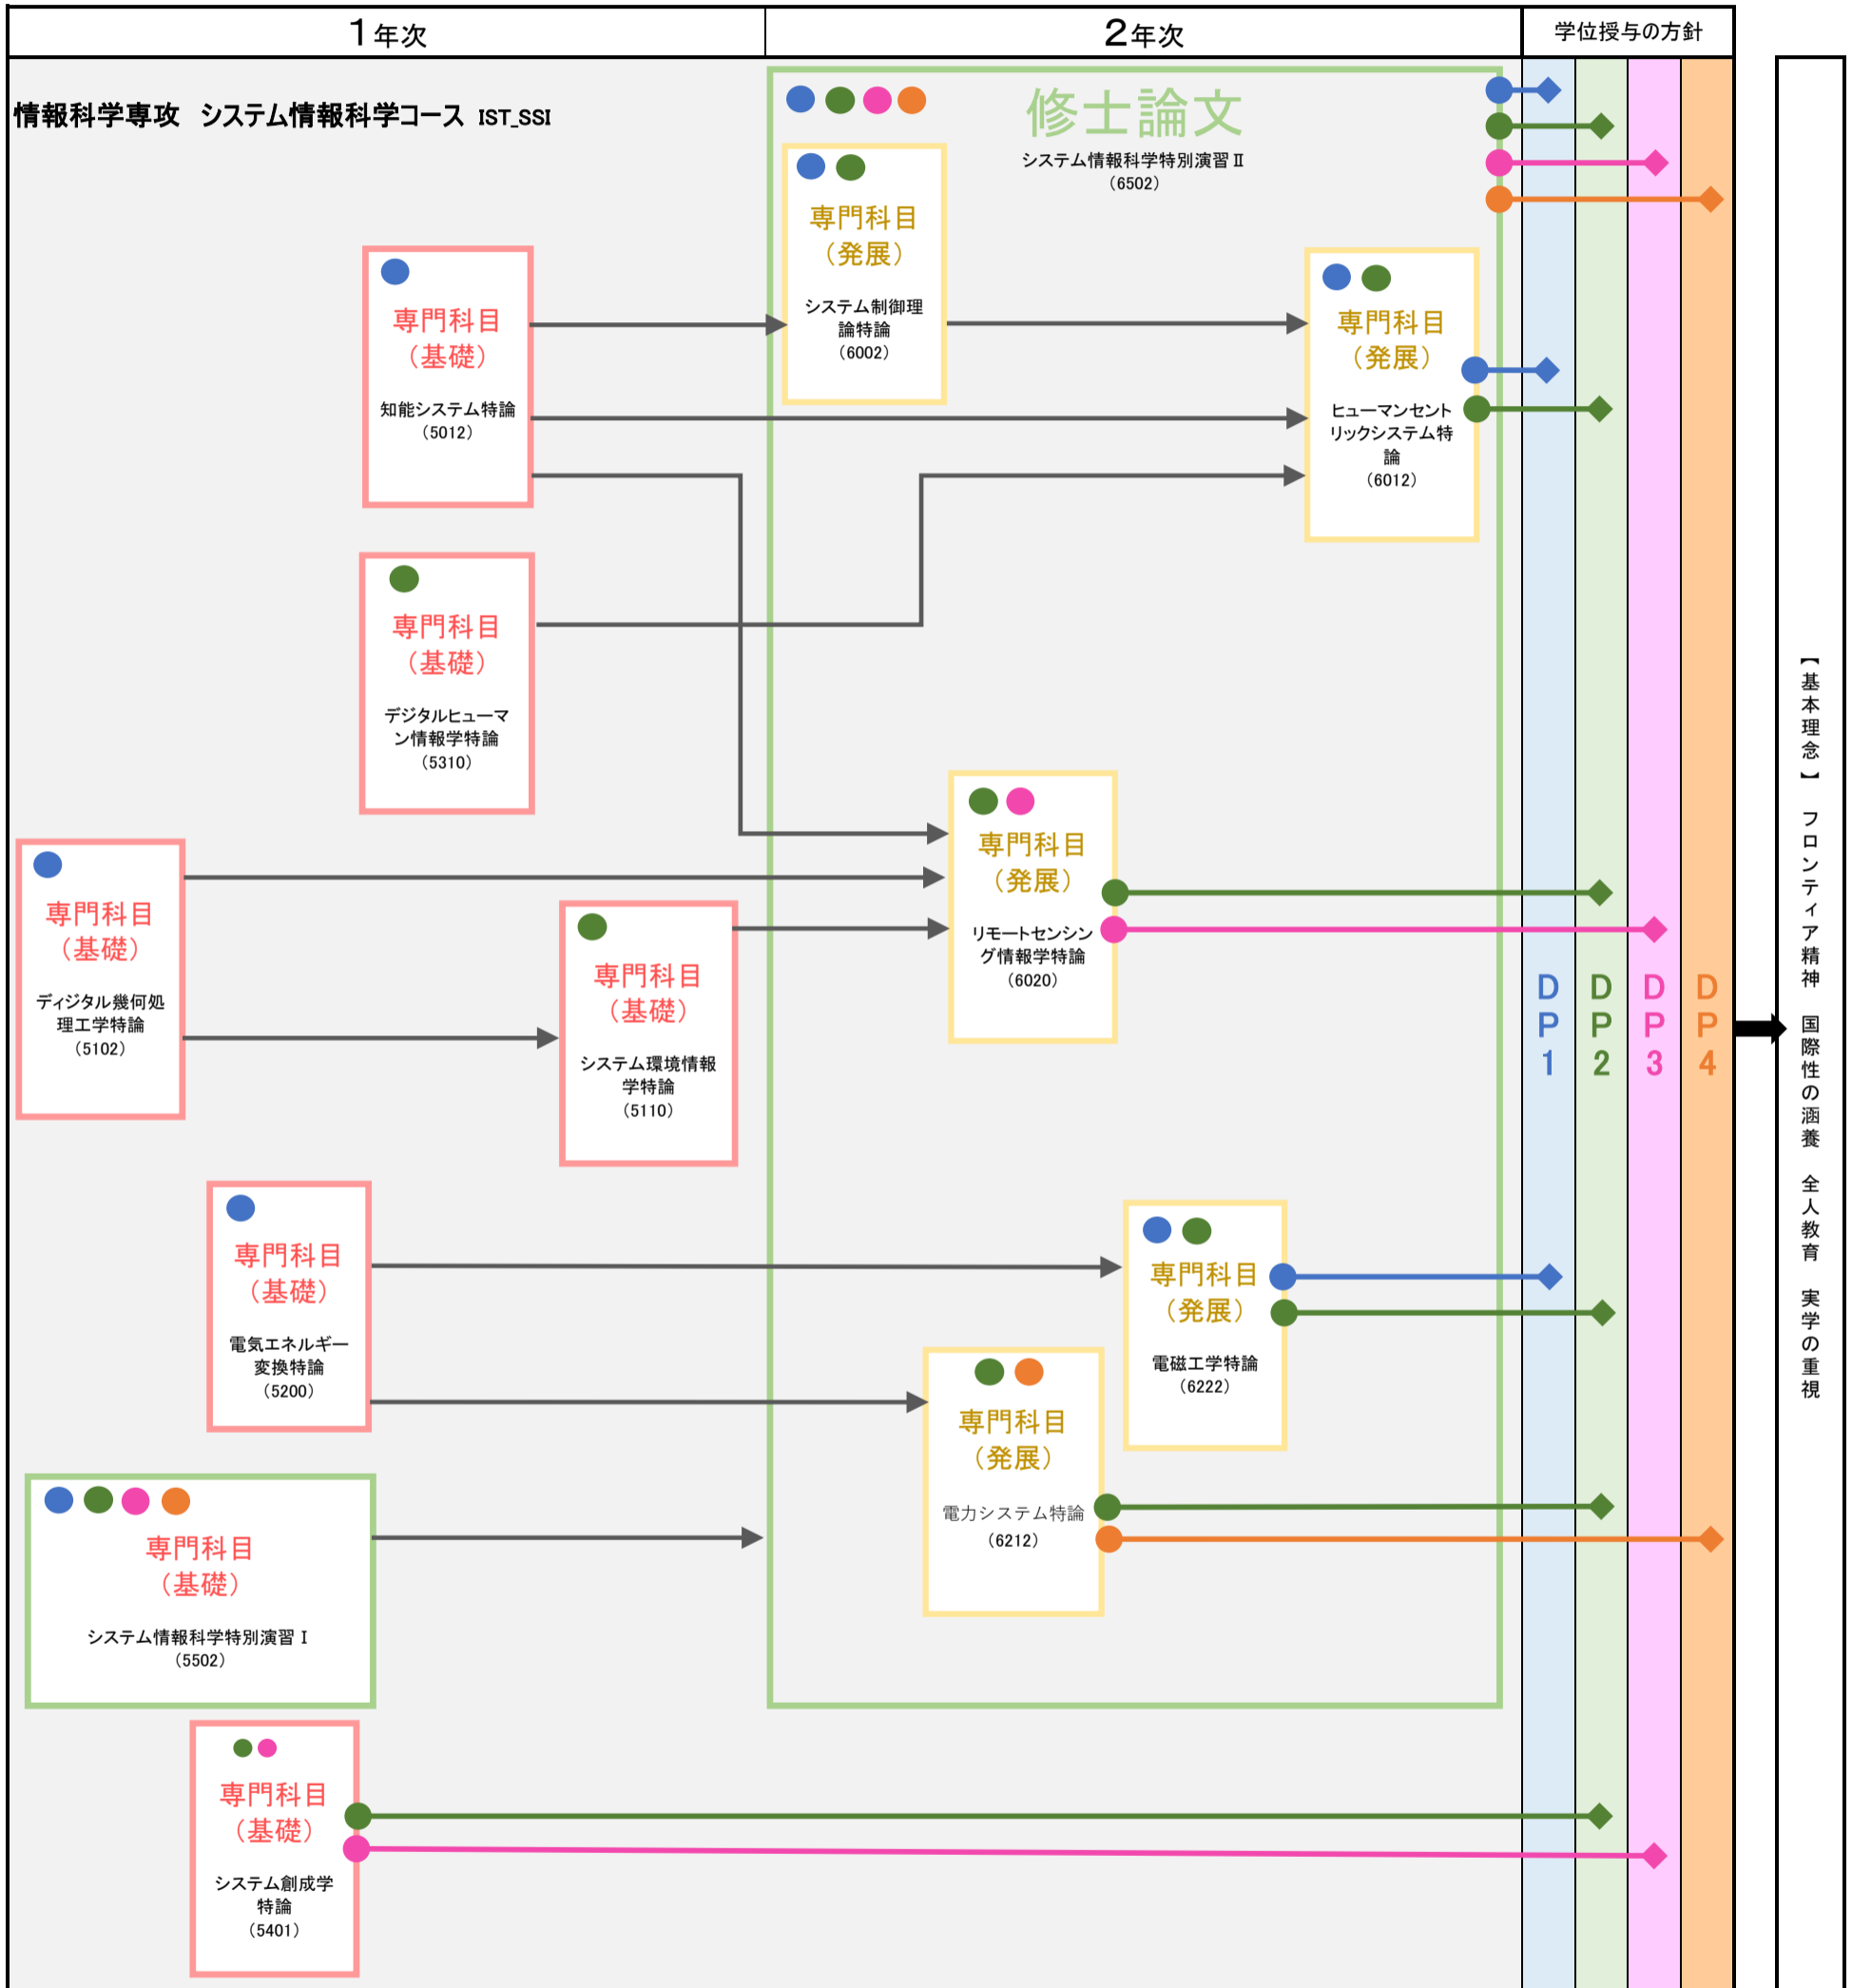 1年次
2年次
学位授与の方針
情報科学専攻 システム情報科学コース IST_SSI
修士論文
システム情報科学特別演習Ⅱ
(6502)
専門科目
(発展)
システム制御理
論特論
(6002)
専門科目
(基礎)
知能システム特論
(5012)
専門科目
(発展)
ヒューマンセント
リックシステム特
論
(6012)
専門科目
(基礎)
デジタルヒューマ
ン情報学特論
(5310)
専門科目
(発展)
リモートセンシン
グ情報学特論
(6020)
専門科目
(基礎)
ディジタル幾何処
理工学特論
(5102)
専門科目
(基礎)
システム環境情報
学特論
(5110)
専門科目
(基礎)
電気エネルギー
変換特論
(5200)
専門科目
(発展)
電磁工学特論
(6222)
専門科目
(発展)
電力システム特論
(6212)
専門科目
(基礎)
システム情報科学特別演習Ⅰ
(5502)
専門科目
(基礎)
システム創成学
特論
(5401)
DP1
DP2
DP3
DP4
【基本理念】 フロンティア精神 国際性の涵養 全人教育 実学の重視